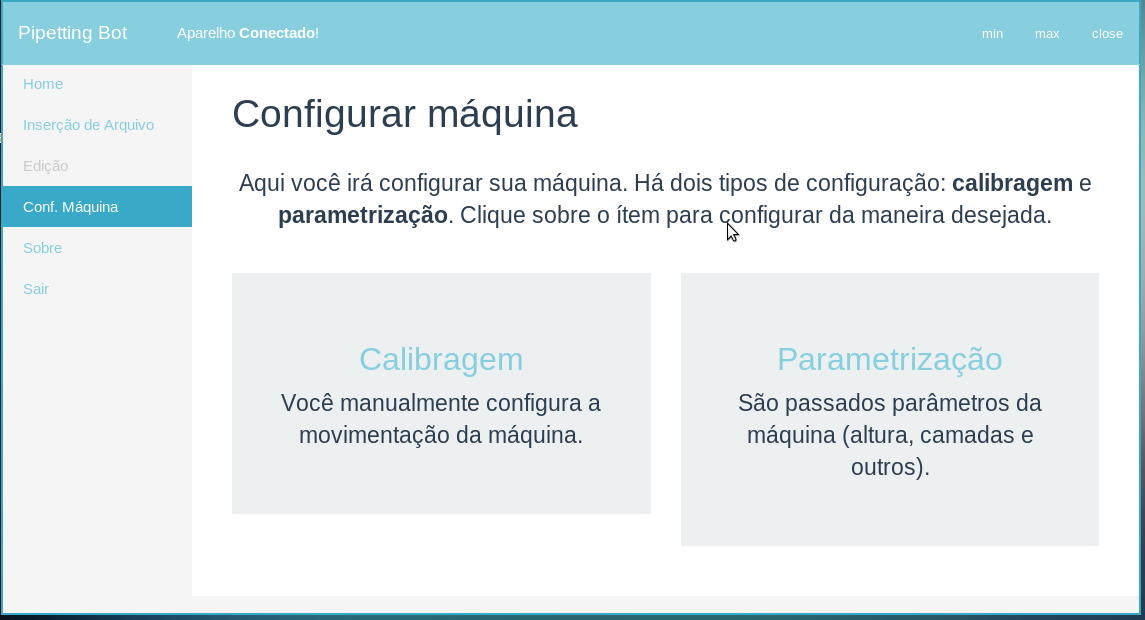 Pipetting Bot
Aparelho Conectado!
min
max
close
Home
Inserção de Arquivo
Edição
Conf. Máquina
Sobre
Sair
Configurar máquina
Aqui você irá configurar sua máquina. Há dois tipos de configuração: calibragem e
parametrização. Clique sobre o ítem para configurar da maneira desejada.
Calibragem
Você manualmente configura a
movimentação da máquina.
Parametrização
São passados parâmetros da
máquina (altura, camadas e
outros).